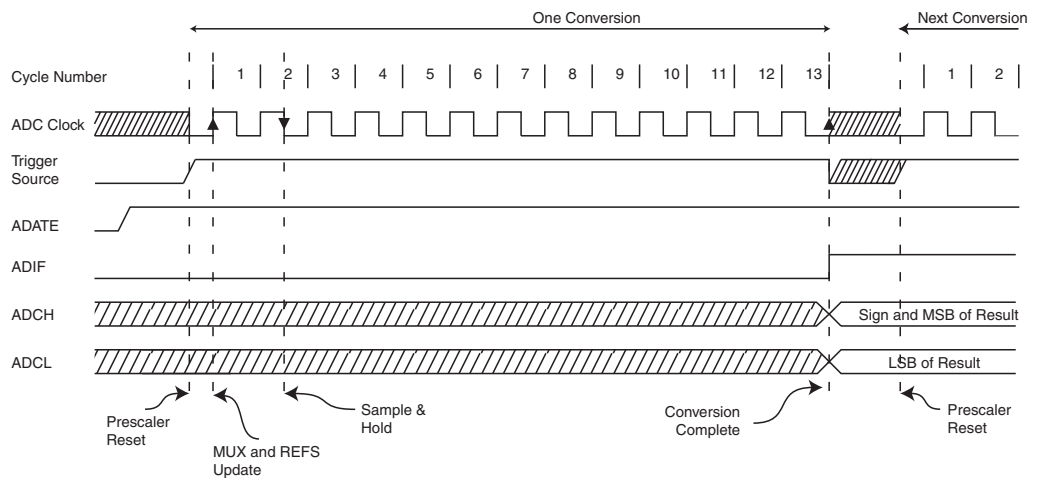 One Conversion
Next Conversion
Cycle Number
1 2 3 4 5 6 7 8 9 10 11 12 13 1 2
ADC Clock
Trigger
Source
ADATE
ADIF
ADCH
Sign and MSB of Result
ADCL
LSB of Result
Prescaler
Reset
MUX and REFS
Update
Sample &
Hold
Conversion
Complete
Prescaler
Reset